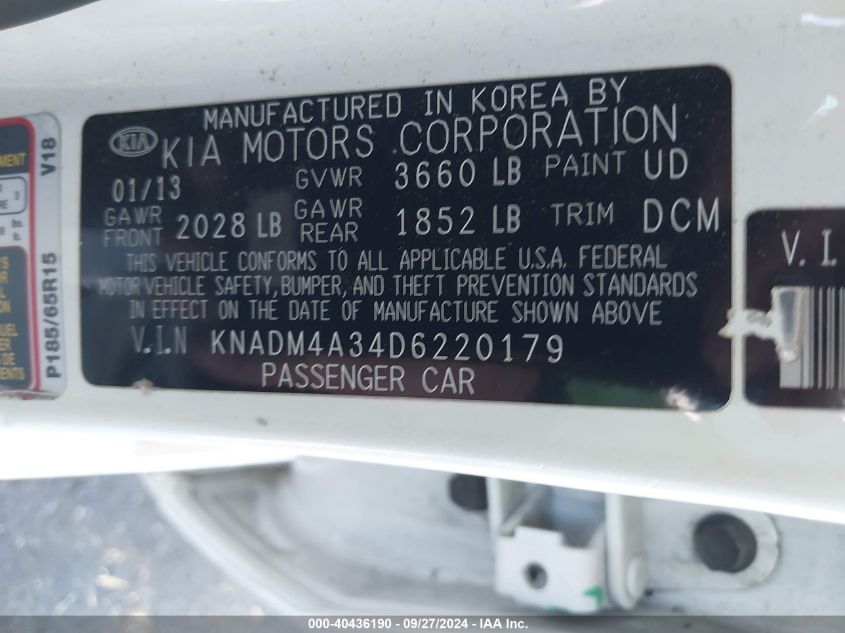 MANUFACTURED IN KOREA BY
KIA KIA MOTORS CORPORATION
01/13 GVWR 3660 LB PAINT UD
GAWR FRONT 2028 LB GAWR REAR 1852 LB TRIM DCM
THIS VEHICLE CONFORMS TO ALL APPLICABLE U.S.A. FEDERAL
MOTOR VEHICLE SAFETY, BUMPER, AND THEFT PREVENTION STANDARDS
IN EFFECT ON THE DATE OF MANUFACTURE SHOWN ABOVE
V.I.N KNADM4A34D6220179
PASSENGER CAR
P185/65R15 V18
V.I.
000-40436190 - 09/27/2024 - IAA Inc.